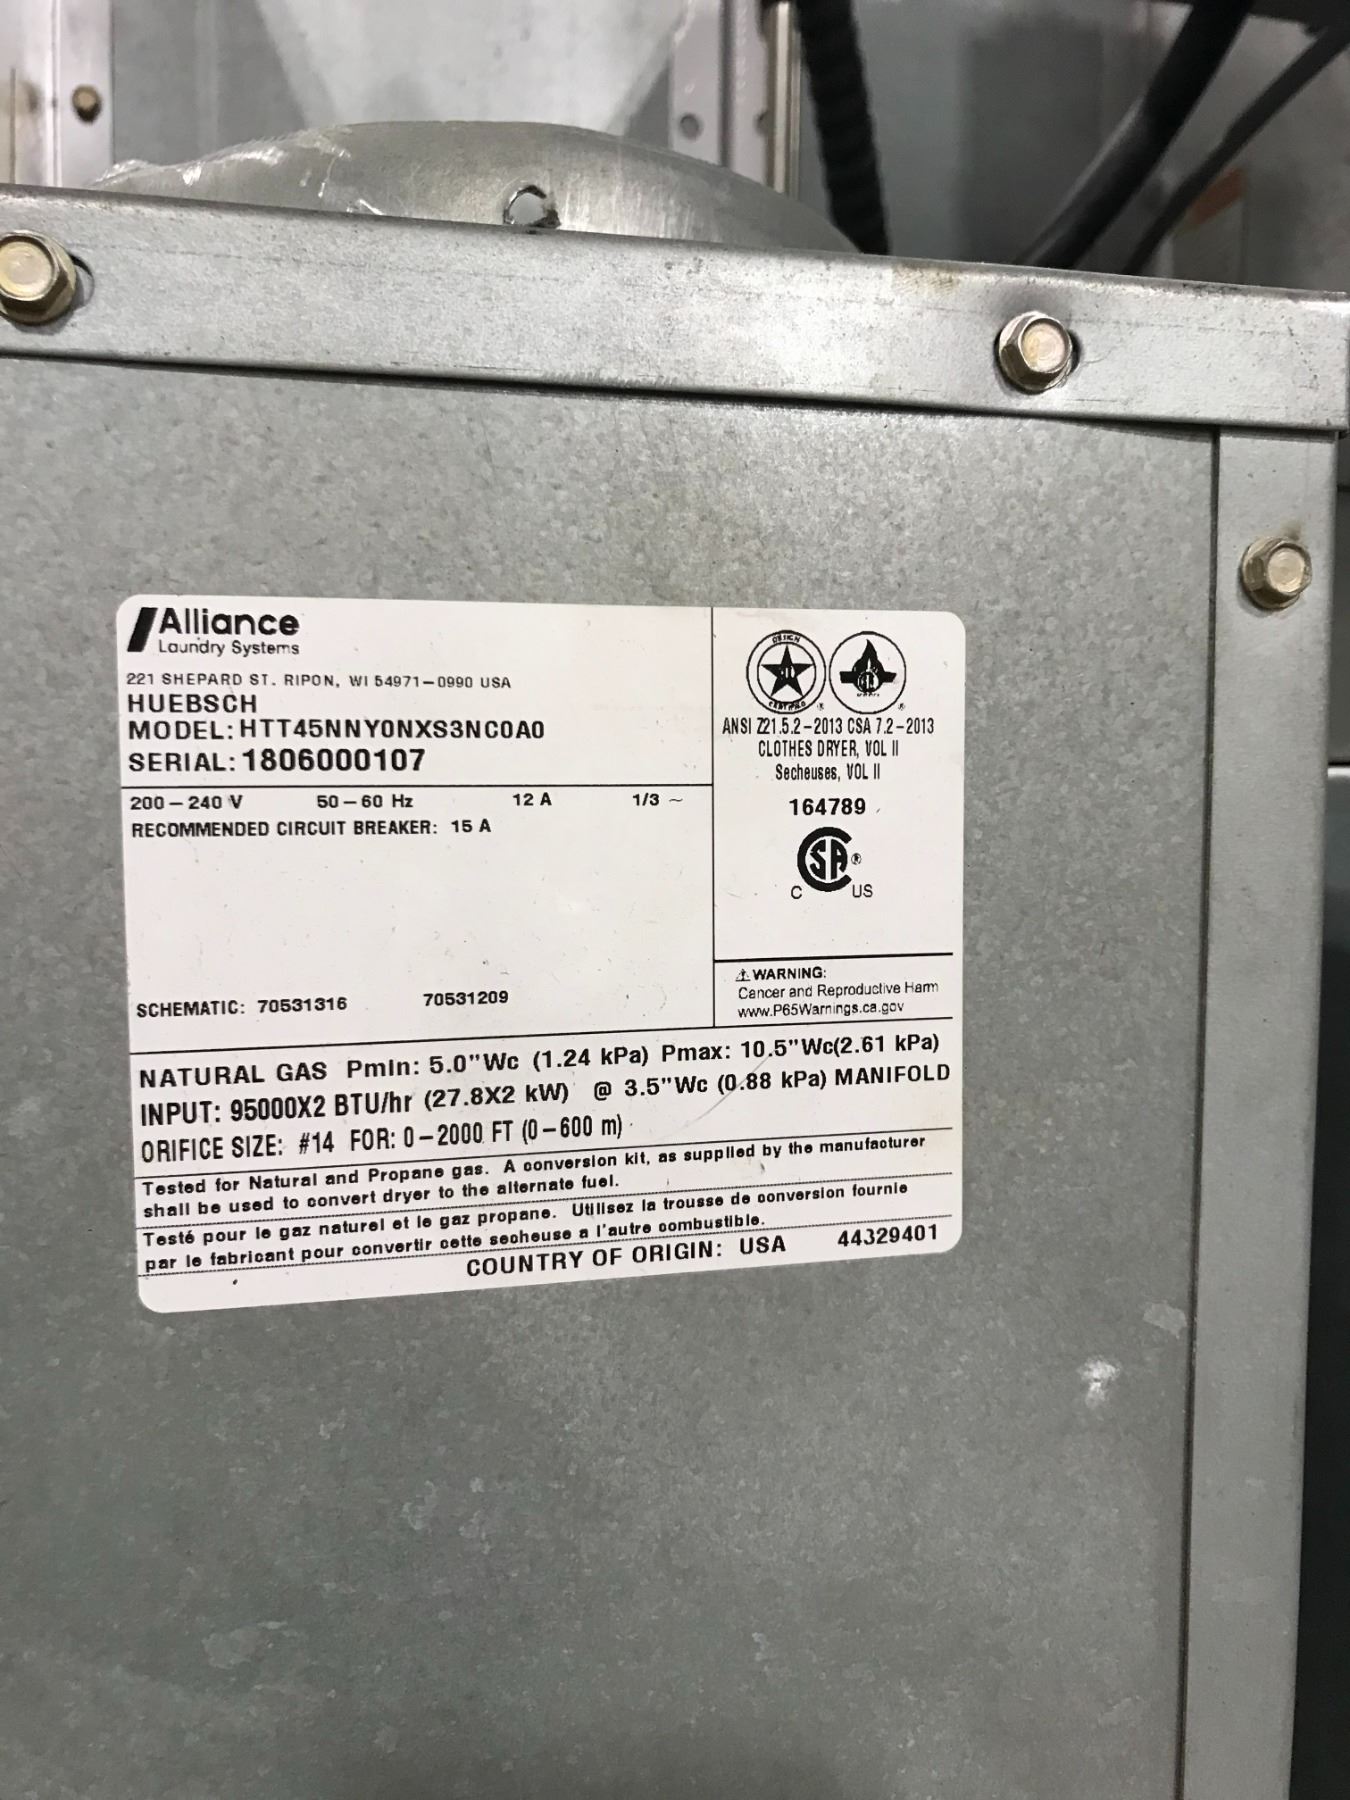 Alliance
Laundry Systems
221 SHEPARD ST. RIPON, WI 54971-0990 USA
HUEBSCH
MODEL: HTT45NNY0NXS3NC0A0
SERIAL: 1806000107
200-240 V 50-60 Hz 12 A 1/3 ~
RECOMMENDED CIRCUIT BREAKER: 15 A
SCHEMATIC: 70531316 70531209
DESIGN
CERTIFIED
ANSI Z21.5.2-2013 CSA 7.2-2013
CLOTHES DRYER, VOL II
Secheuses, VOL II
164789
C SA ® US
⚠ WARNING:
Cancer and Reproductive Harm
www.P65Warnings.ca.gov
NATURAL GAS Pmin: 5.0"Wc (1.24 kPa) Pmax: 10.5"Wc(2.61 kPa)
INPUT: 95000X2 BTU/hr (27.8X2 kW) @ 3.5"Wc (0.88 kPa) MANIFOLD
ORIFICE SIZE: #14 FOR: 0-2000 FT (0-600 m)
Tested for Natural and Propane gas. A conversion kit, as supplied by the manufacturer
shall be used to convert dryer to the alternate fuel.
Testé pour le gaz naturel et le gaz propane. Utilisez la trousse de conversion fournie
par le fabricant pour convertir cette secheuse a l'autre combustible.
COUNTRY OF ORIGIN: USA 44329401